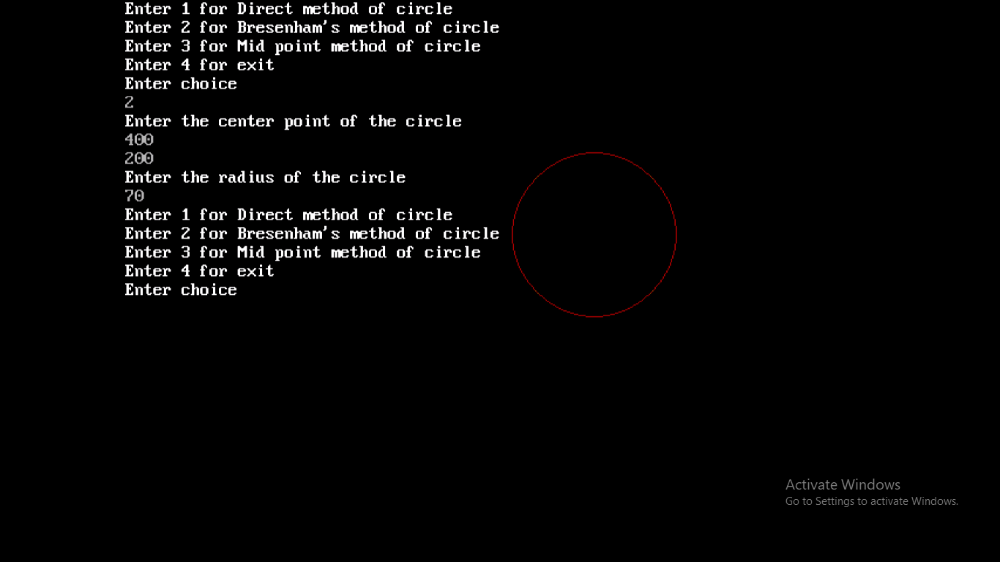 Enter 1 for Direct method of circle
Enter 2 for Bresenham's method of circle
Enter 3 for Mid point method of circle
Enter 4 for exit
Enter choice
2
Enter the center point of the circle
400
200
Enter the radius of the circle
70
Enter 1 for Direct method of circle
Enter 2 for Bresenham's method of circle
Enter 3 for Mid point method of circle
Enter 4 for exit
Enter choice
Activate Windows
Go to Settings to activate Windows.